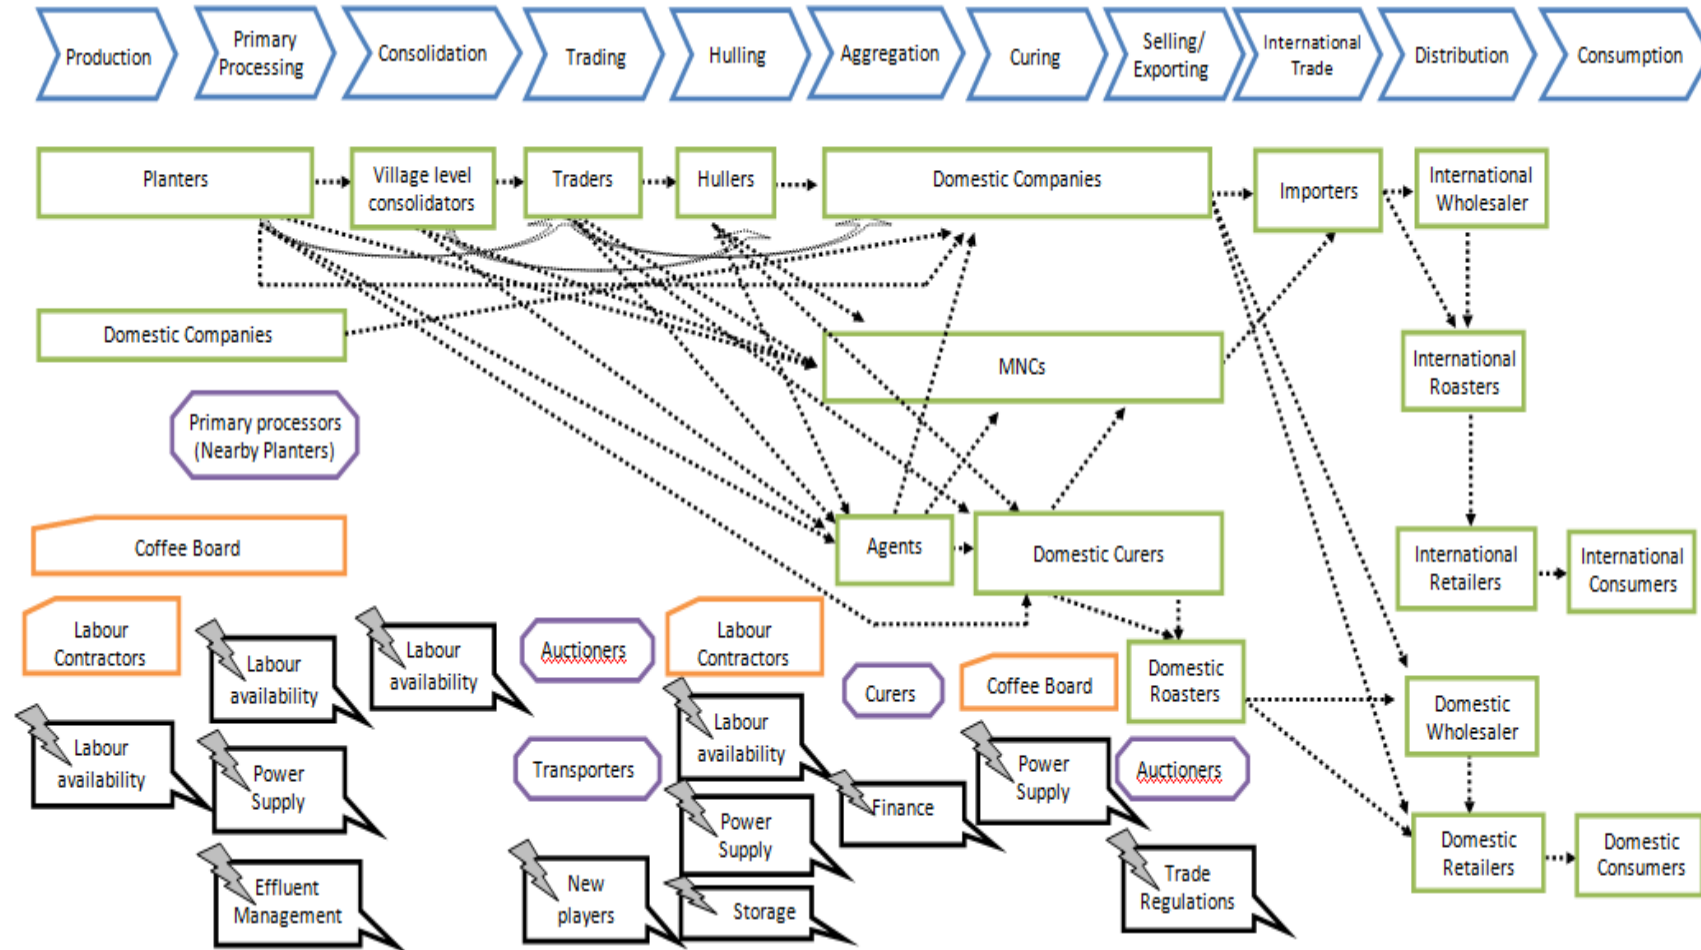 Production
Primary
Processing
Consolidation
Trading
Hulling
Aggregation
Curing
Selling/
Exporting
International
Trade
Distribution
Consumption
Planters
Village level
consolidators
Traders
Hullers
Domestic Companies
Importers
International
Wholesaler
Domestic Companies
MNCs
International
Roasters
Primary processors
(Nearby Planters)
Coffee Board
Agents
Domestic Curers
International
Retailers
International
Consumers
Labour
Contractors
Labour
availability
Labour
availability
Auctioners
Labour
Contractors
Curers
Coffee Board
Domestic
Roasters
Domestic
Wholesaler
Labour
availability
Power
Supply
Transporters
Labour
availability
Finance
Power
Supply
Auctioners
Effluent
Management
New
players
Power
Supply
Storage
Trade
Regulations
Domestic
Retailers
Domestic
Consumers